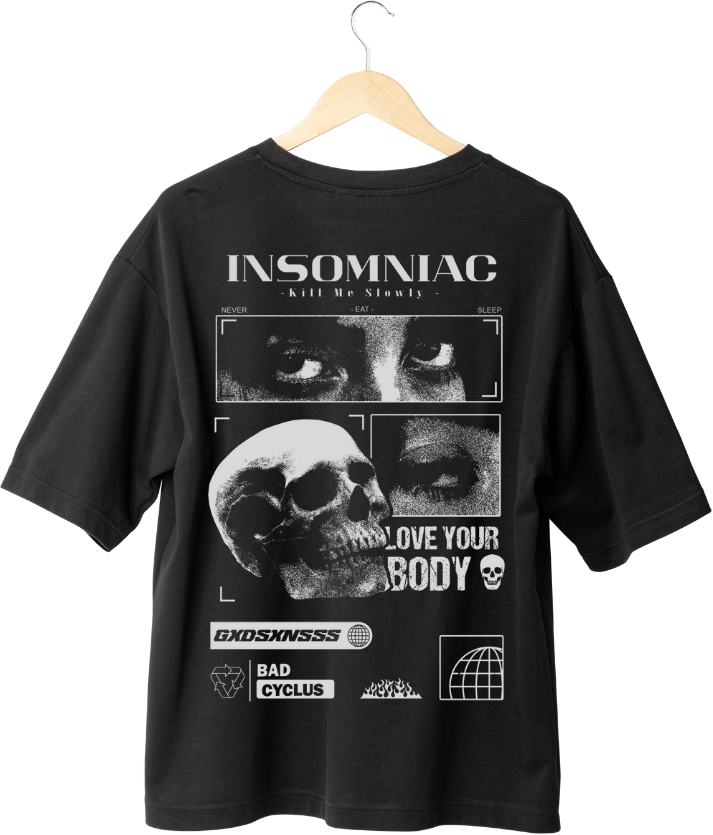 INSOMNIAC
-Kill Me Slowly -
NEVER - EAT - SLEEP
LOVE YOUR
BODY
GXDSXNSSS
BAD
CYCLUS